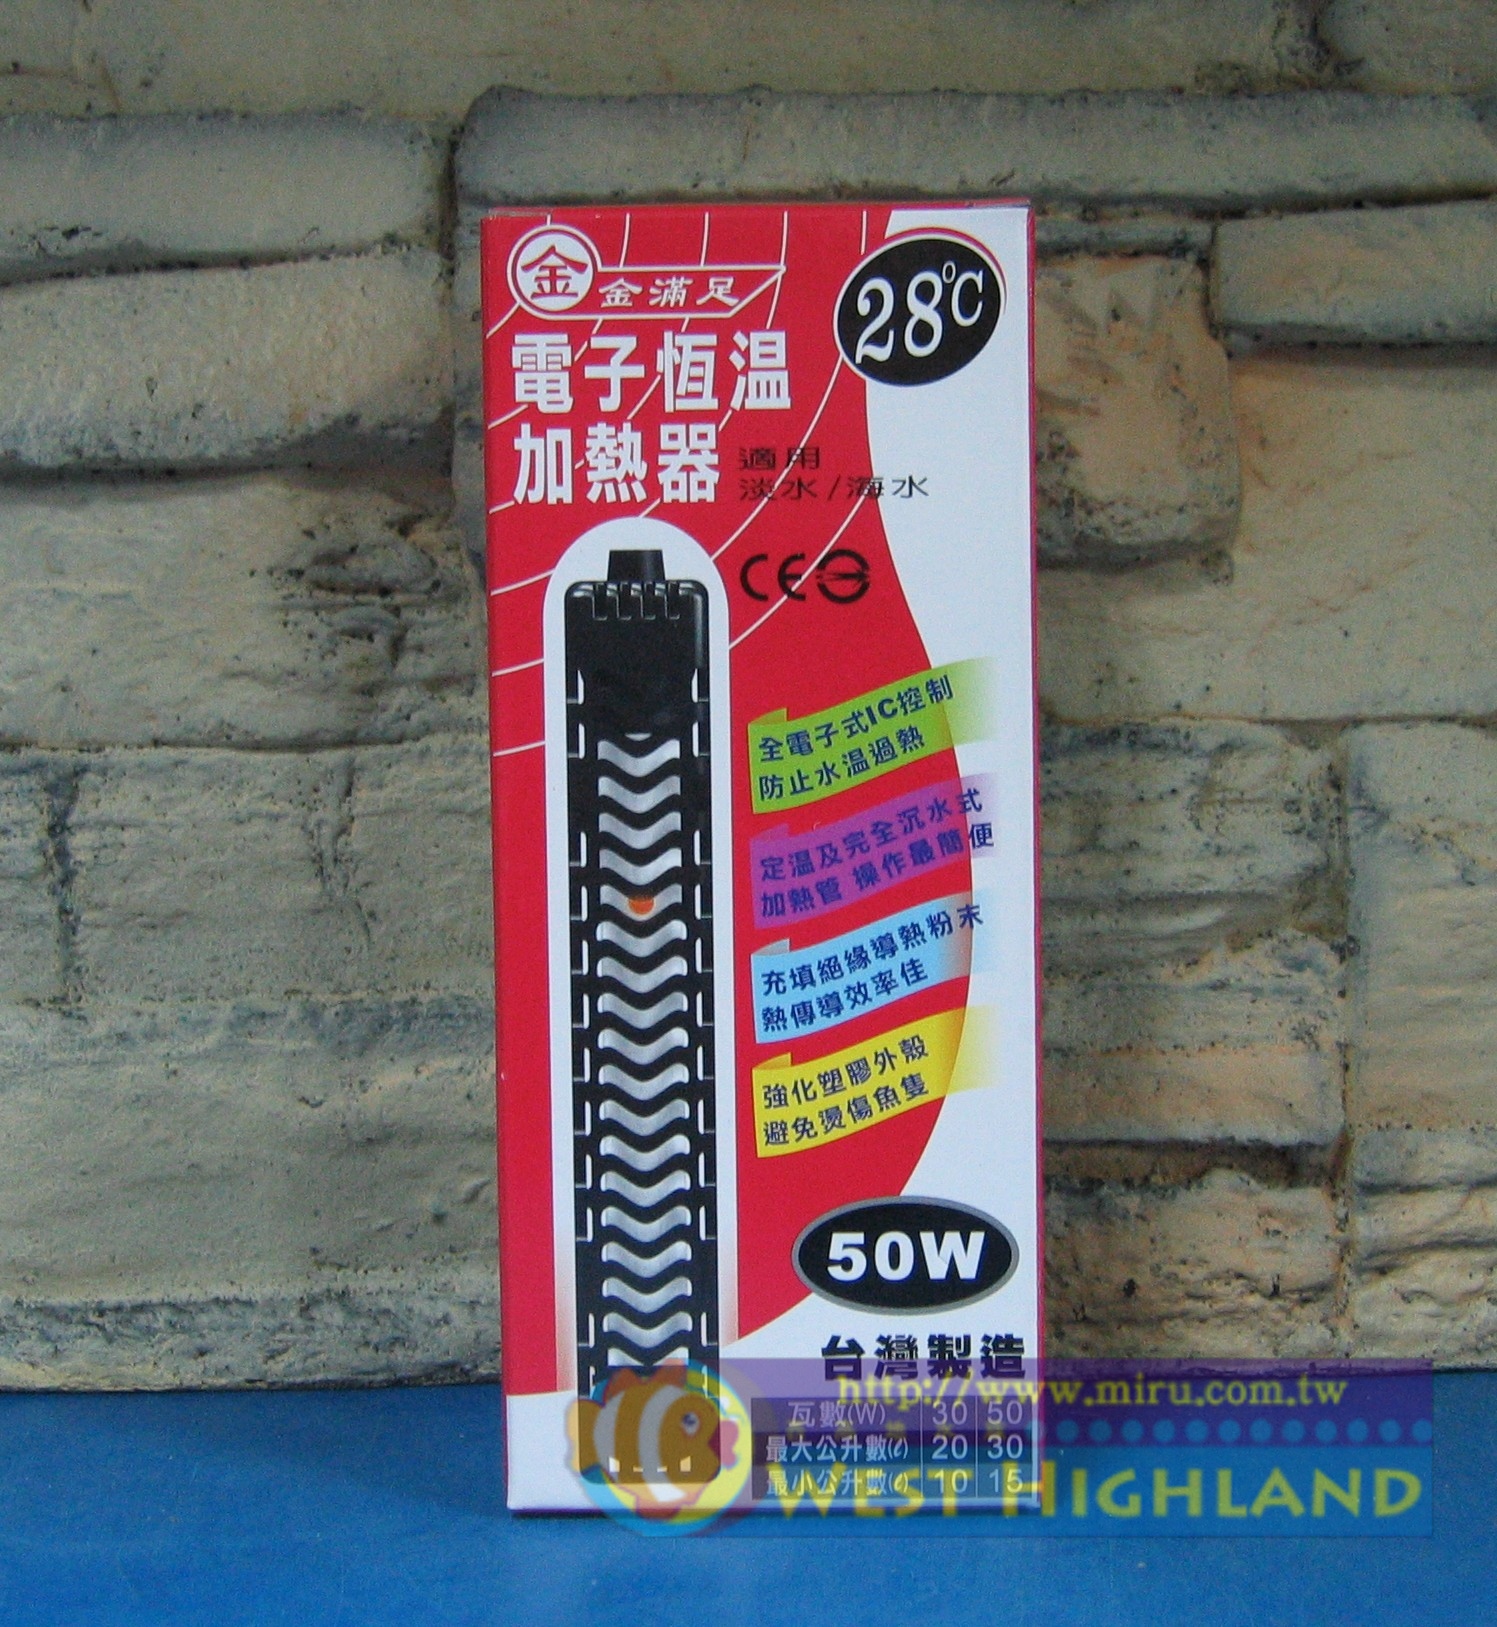 金
金滿足
28°C
電子恆温
加熱器
適用
淡水/海水
CE
全電子式IC控制
防止水温過熱
定温及完全沉水式
加熱管 操作最簡便
充填絕緣導熱粉末
熱傳導效率佳
強化塑膠外殼
避免燙傷魚隻
50W
台灣製造
http://www.miru.com.tw
瓦數(W) 30 50
最大公升數(ℓ) 20 30
最小公升數(ℓ) 10 15
WEST HIGHLAND